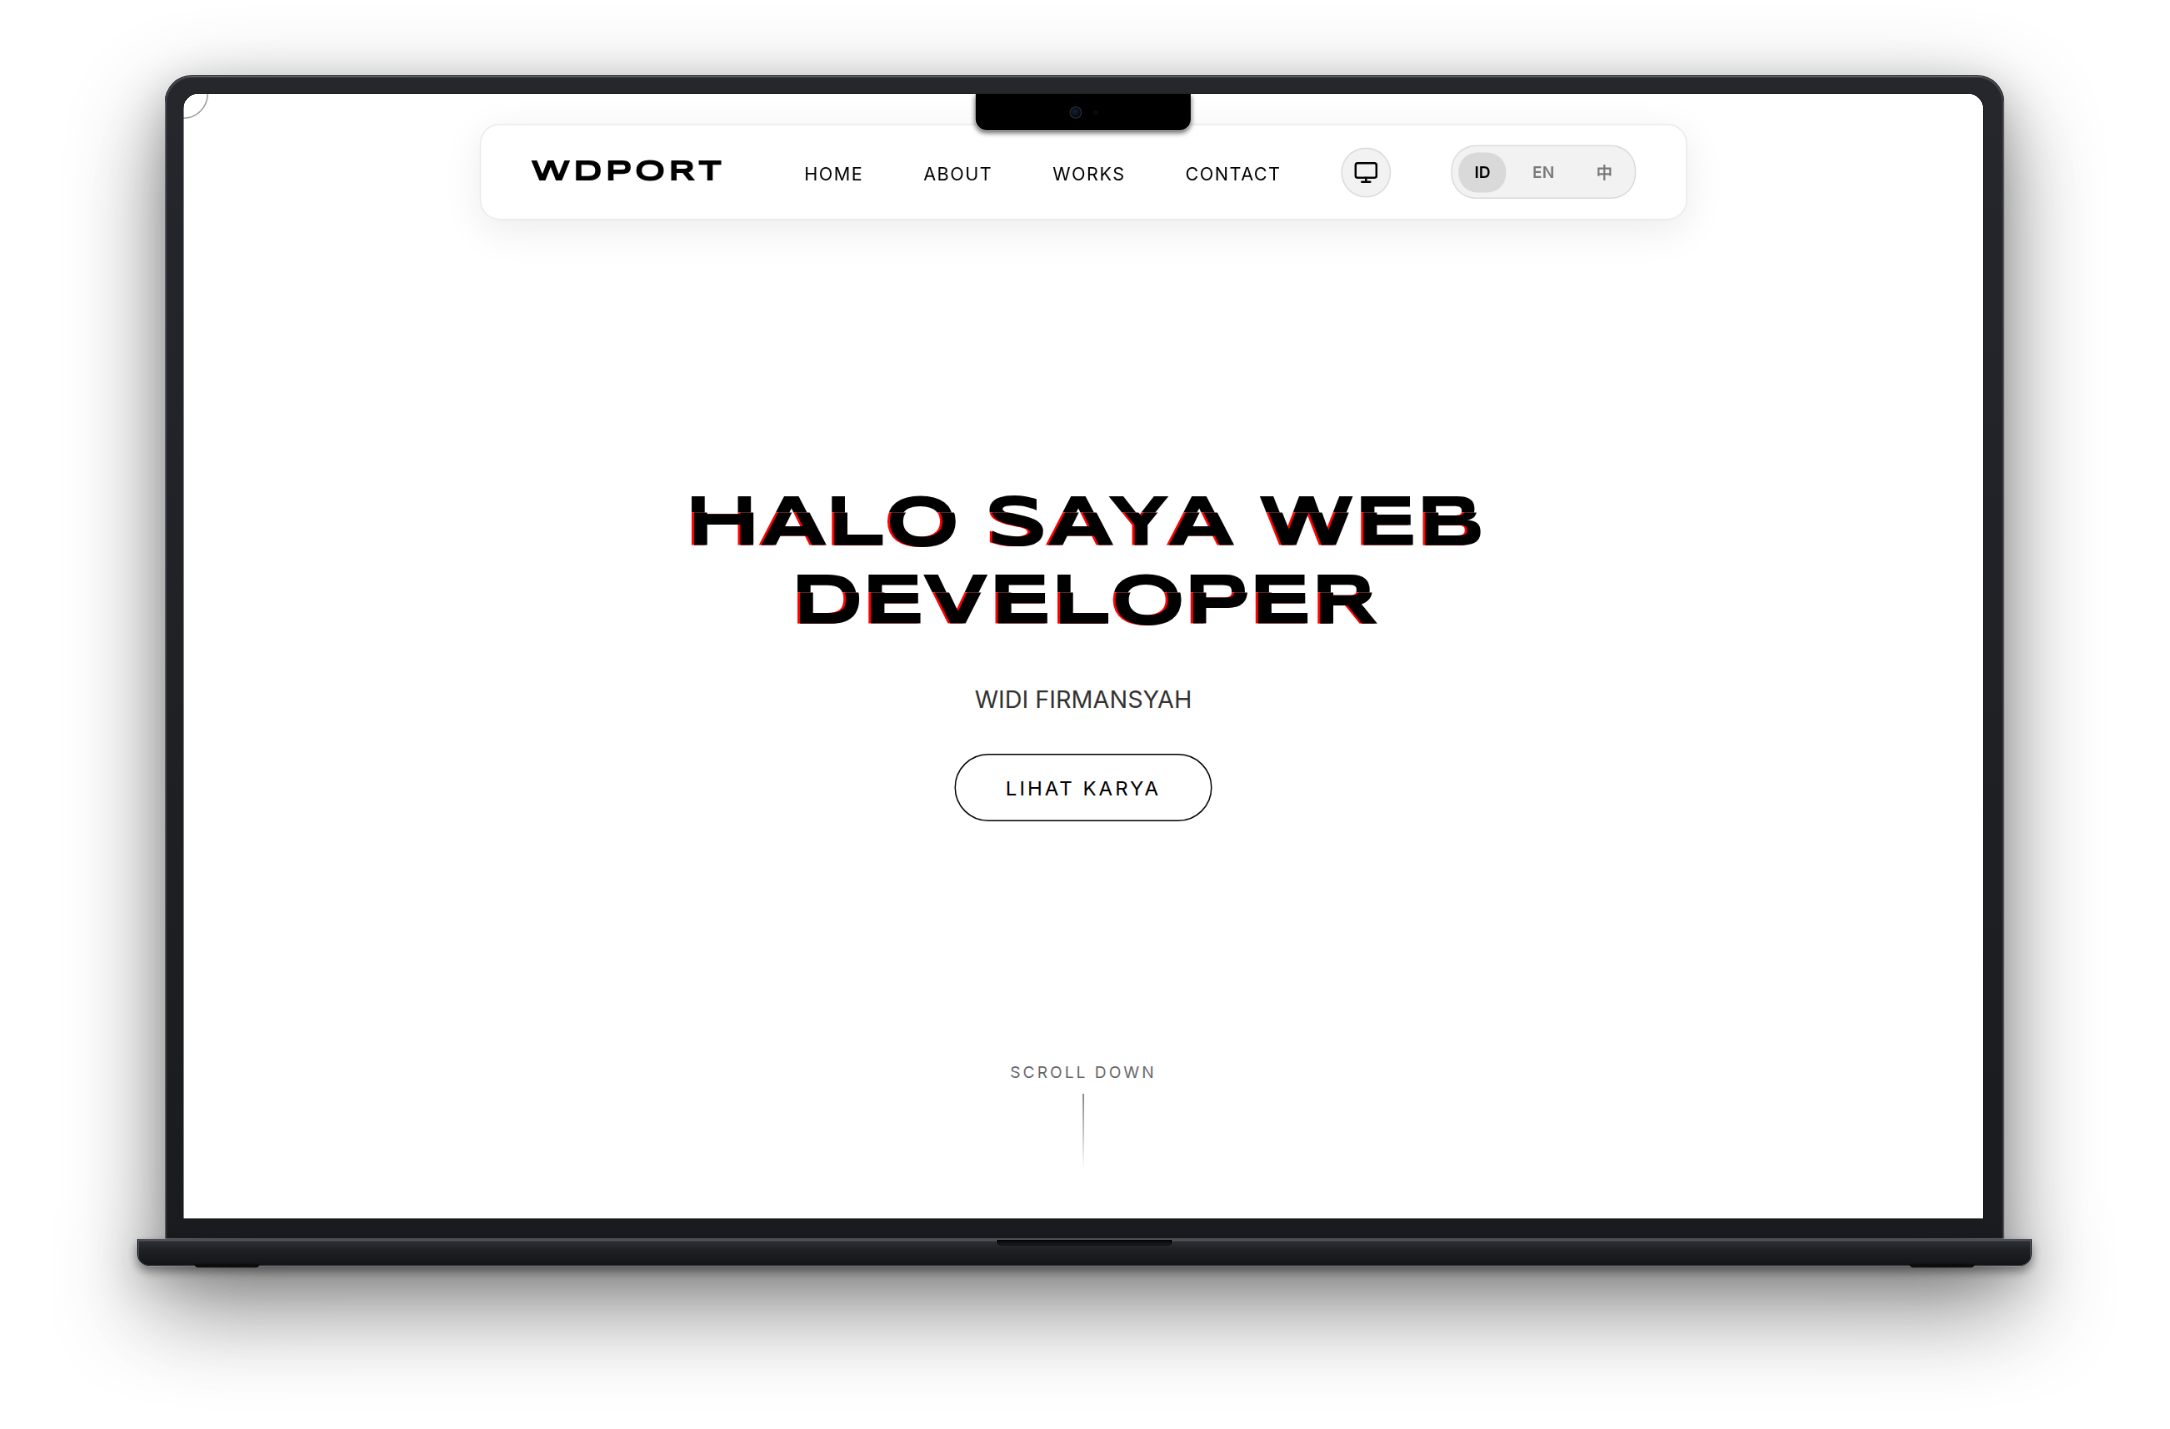 WDPORT
HOME
ABOUT
WORKS
CONTACT
ID
EN
中
HALO SAYA WEB
DEVELOPER
WIDI FIRMANSYAH
LIHAT KARYA
SCROLL DOWN